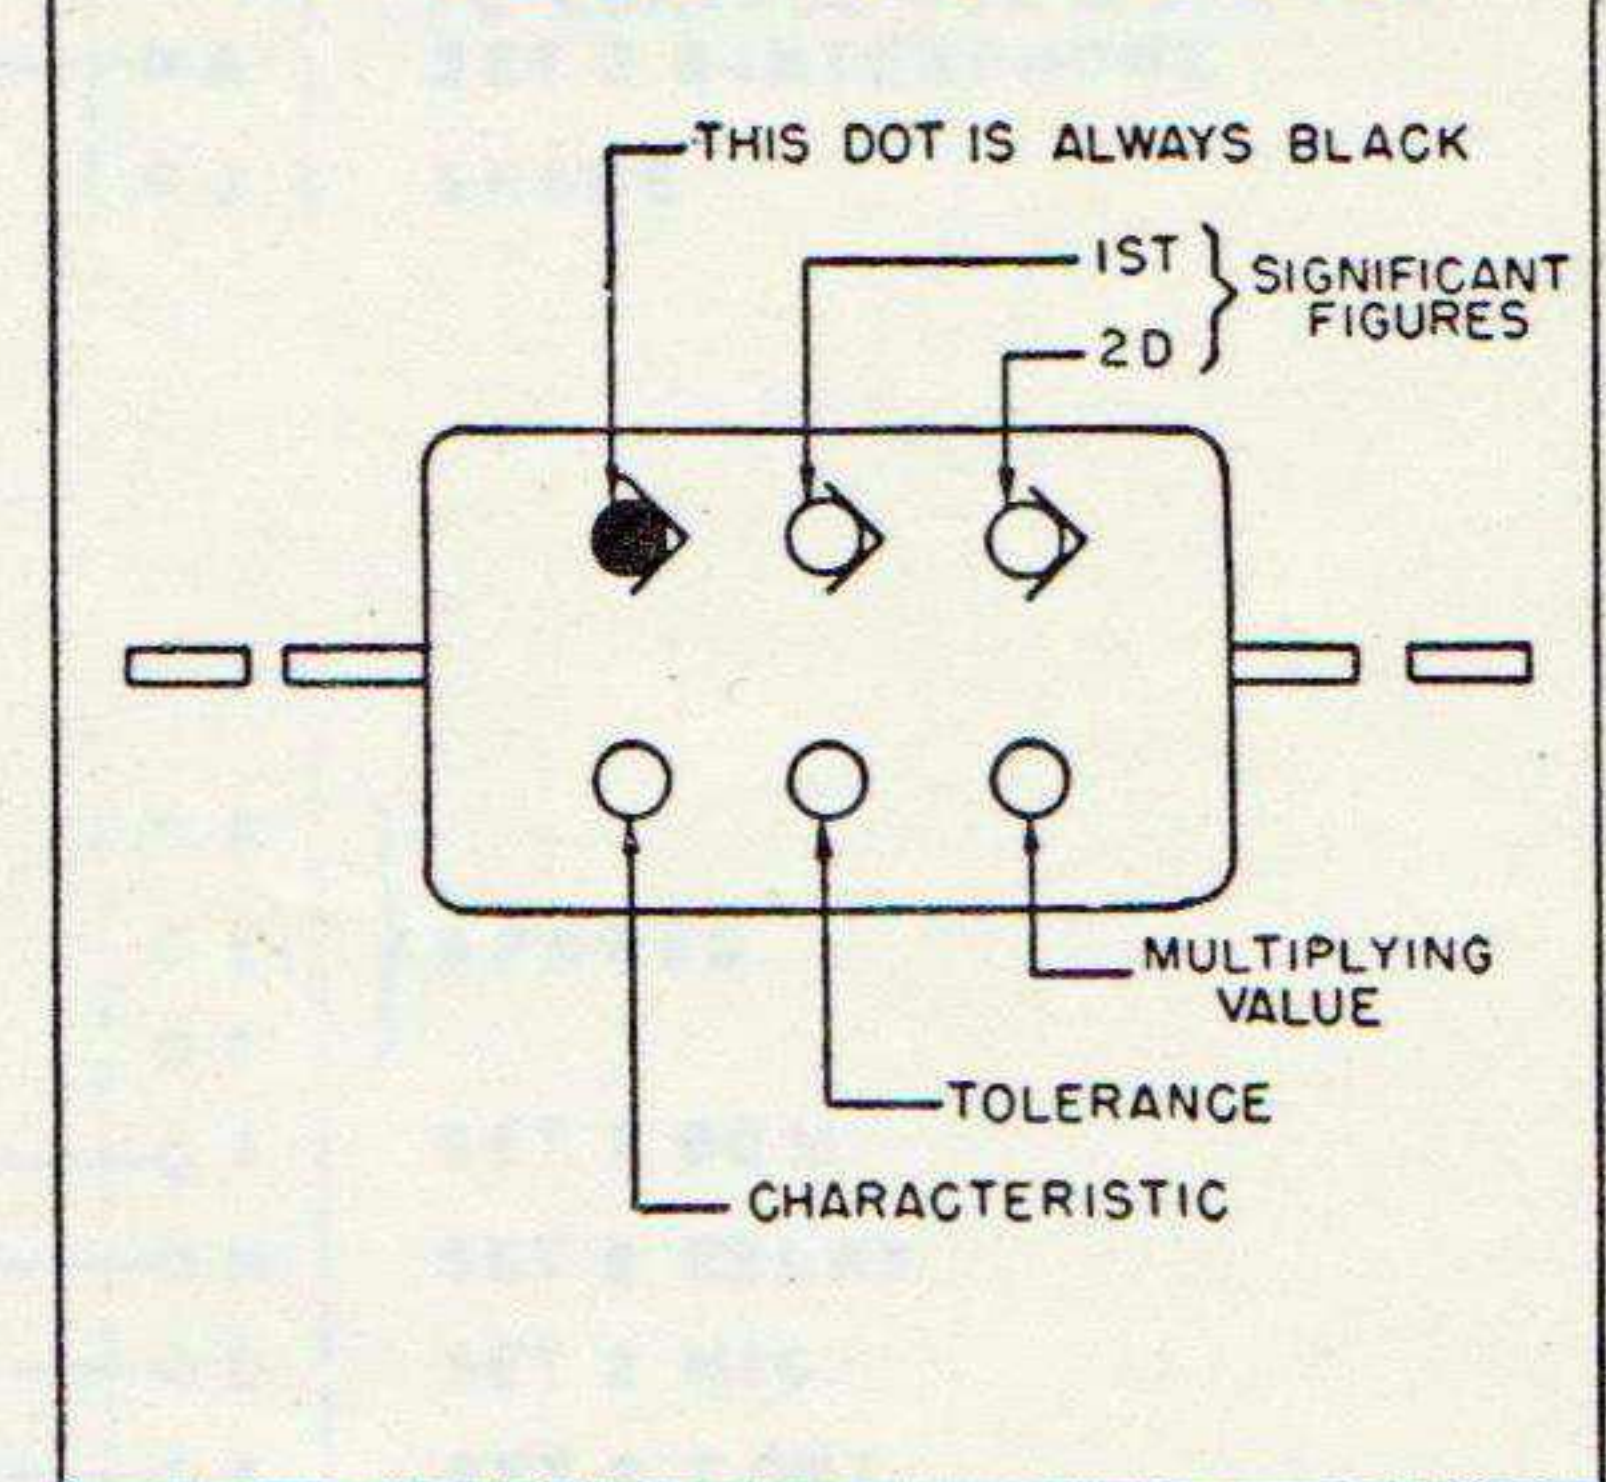 THIS DOT IS ALWAYS BLACK
1ST
2D
SIGNIFICANT
FIGURES
MULTIPLYING
VALUE
TOLERANCE
CHARACTERISTIC